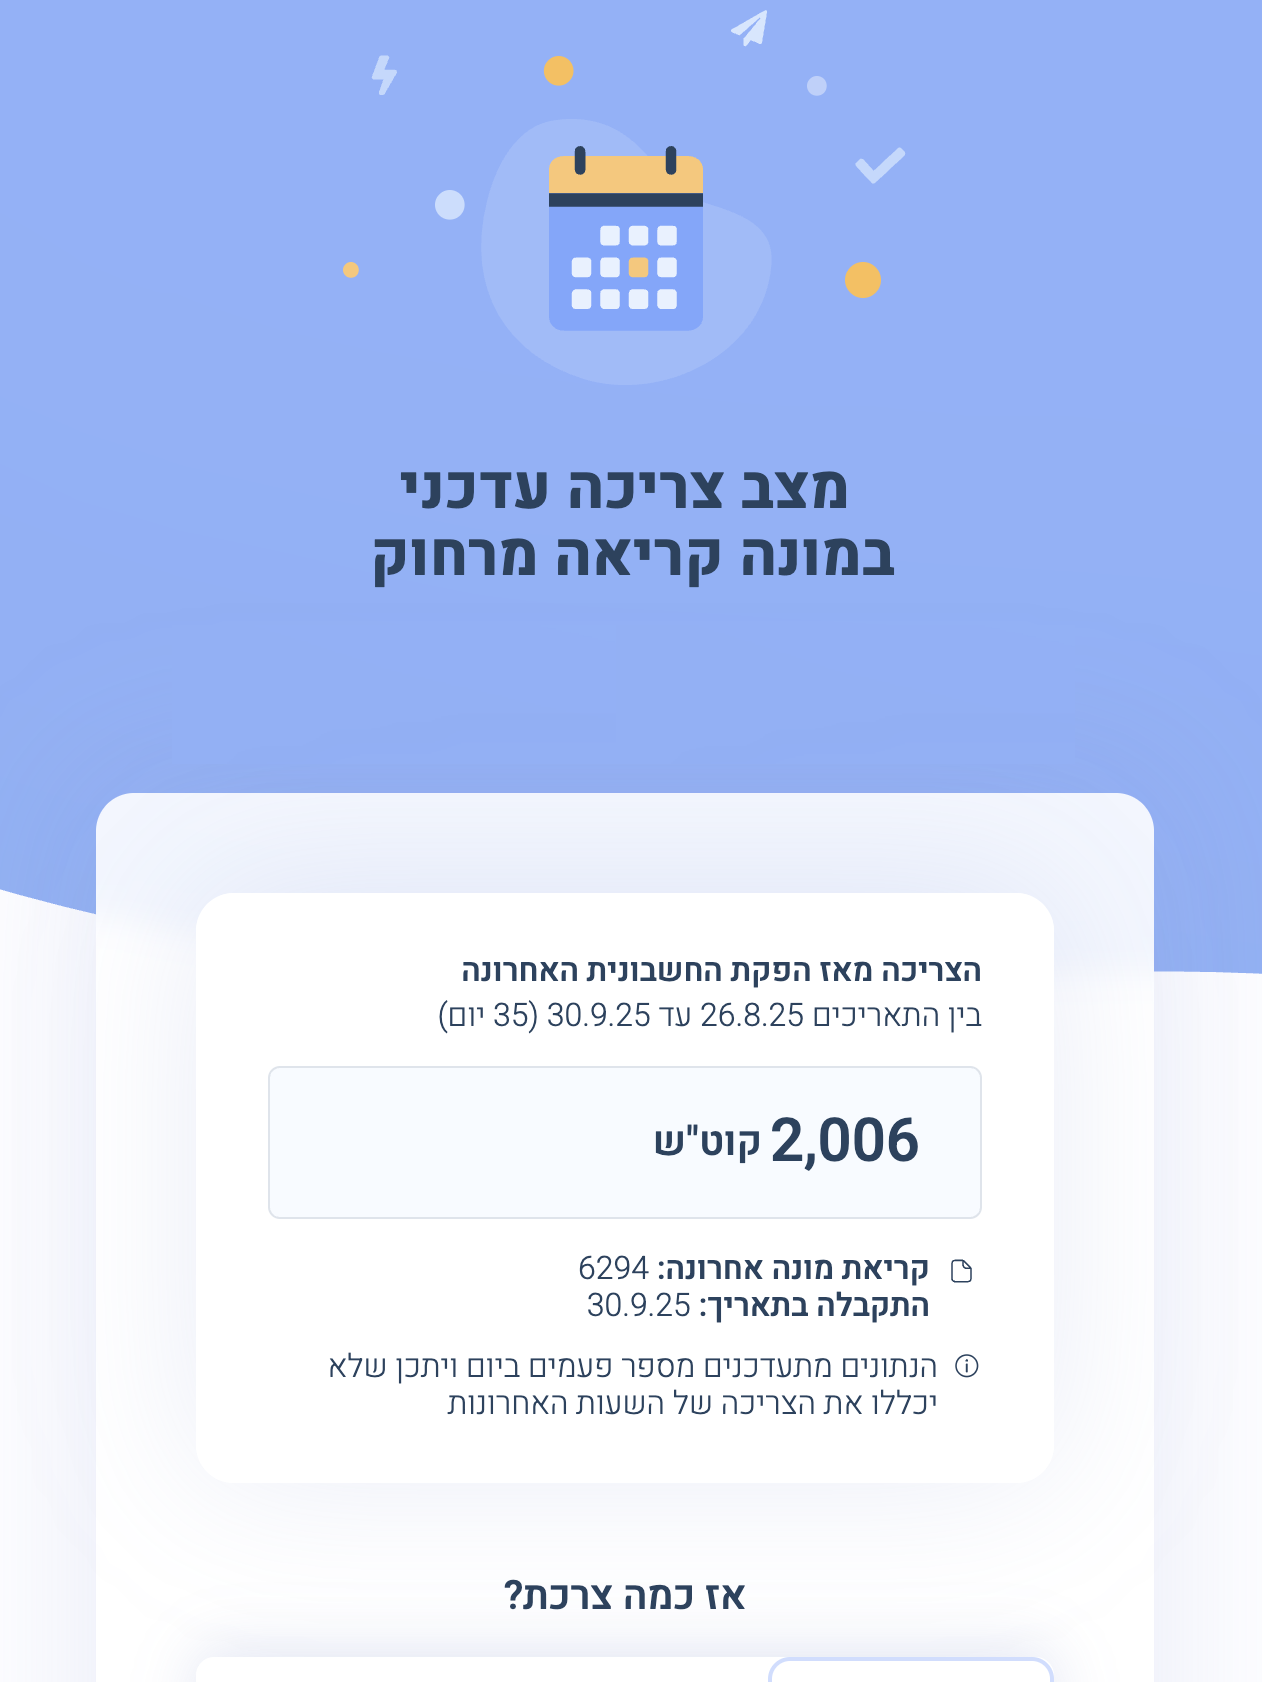 מצב צריכה עדכני
במונה קריאה מרחוק
הצריכה מאז הפקת החשבונית האחרונה
בין התאריכים 26.8.25 עד 30.9.25 (35 יום)
2,006 קוט"ש
קריאת מונה אחרונה: 6294
התקבלה בתאריך: 30.9.25
הנתונים מתעדכנים מספר פעמים ביום ויתכן שלא
יכללו את הצריכה של השעות האחרונות
אז כמה צרכת?